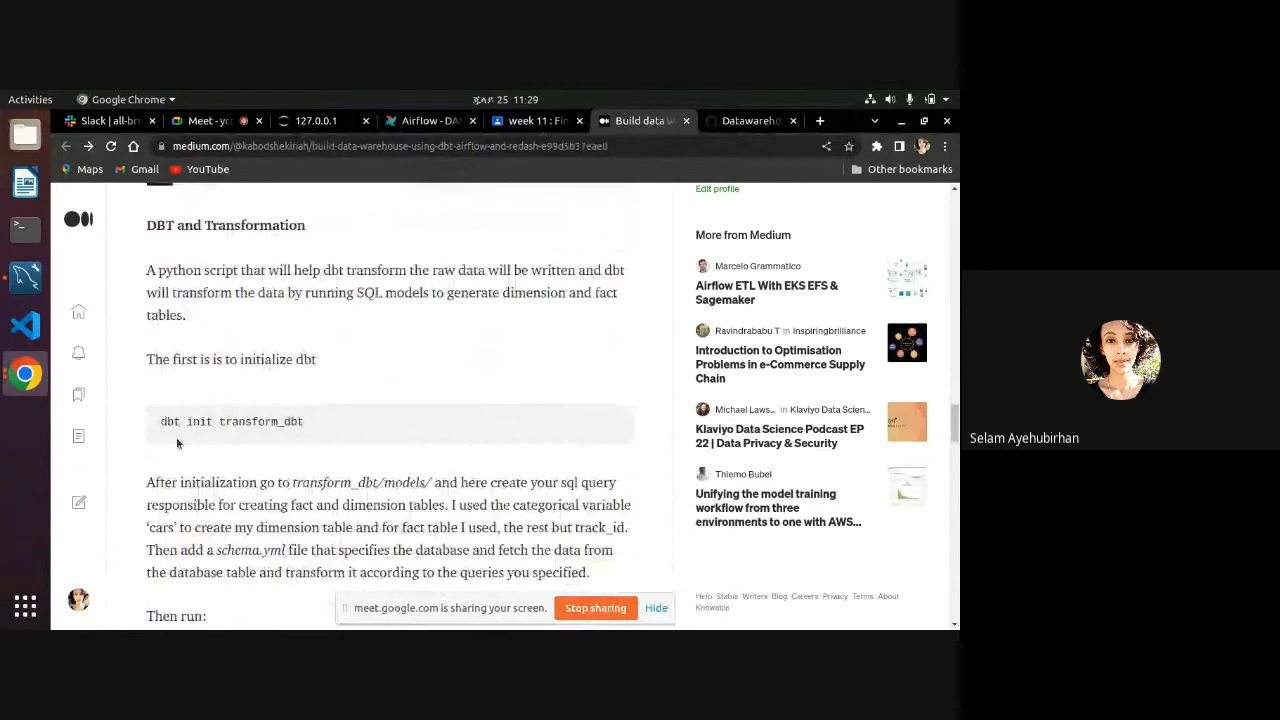 Activities
Google Chrome
ሏላይ 25 11:29
Slack | all-br
Meet - yc
127.0.0.1
Airflow - DA
week 11 : Fin
Build data w
Datawareho
medium.com/@kabodshekinah/build-data-warehouse-using-dbt-airflow-and-redash-e99d5b37eae0
Maps
Gmail
YouTube
Other bookmarks
DBT and Transformation
A python script that will help dbt transform the raw data will be written and dbt
will transform the data by running SQL models to generate dimension and fact
tables.
The first is is to initialize dbt
dbt init transform_dbt
After initialization go to transform_dbt/models/ and here create your sql query
responsible for creating fact and dimension tables. I used the categorical variable
‘cars’ to create my dimension table and for fact table I used, the rest but track_id.
Then add a schema.yml file that specifies the database and fetch the data from
the database table and transform it according to the queries you specified.
Then run:
Edit profile
More from Medium
Marcelo Grammatico
Airflow ETL With EKS EFS &
Sagemaker
Ravindrababu T in inspiringbrilliance
Introduction to Optimisation
Problems in e-Commerce Supply
Chain
Michael Laws... in Klaviyo Data Scien...
Klaviyo Data Science Podcast EP
22 | Data Privacy & Security
Thiemo Bubel
Unifying the model training
workflow from three
environments to one with AWS...
Help Status Writers Blog Careers Privacy Terms About
Knowable
meet.google.com is sharing your screen.
Stop sharing
Hide
Selam Ayehubirhan